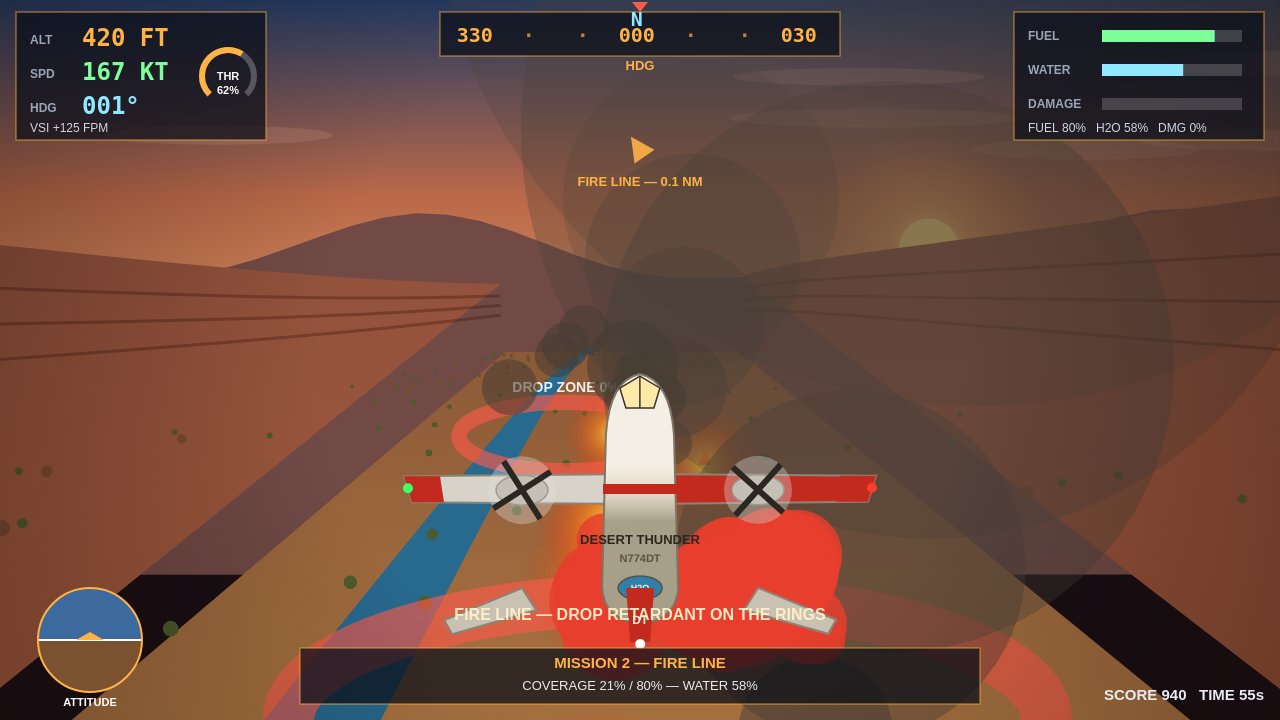 ALT 420 FT
SPD 167 KT
HDG 001°
VSI +125 FPM
THR
62%
N
330 · · 000 · · 030
HDG
FUEL
WATER
DAMAGE
FUEL 80% H2O 58% DMG 0%
FIRE LINE — 0.1 NM
DROP ZONE 0%
DESERT THUNDER
N774DT
H2O
FIRE LINE — DROP RETARDANT ON THE RINGS
DT
MISSION 2 — FIRE LINE
COVERAGE 21% / 80% — WATER 58%
ATTITUDE
SCORE 940 TIME 55s